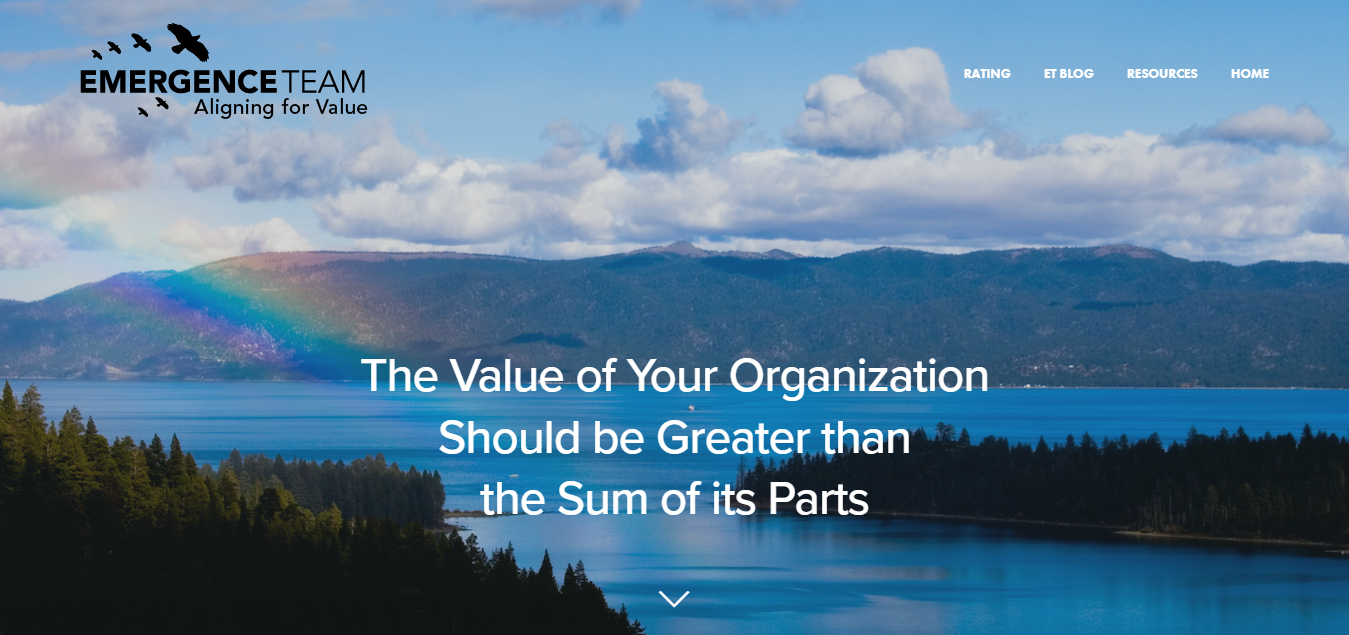 EMERGENCE TEAM
Aligning for Value
RATING ET BLOG RESOURCES HOME
The Value of Your Organization
Should be Greater than
the Sum of its Parts